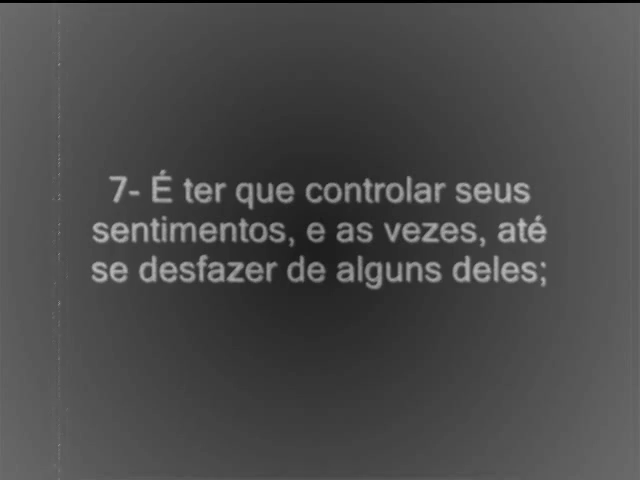 7- É ter que controlar seus
sentimentos, e as vezes, até
se desfazer de alguns deles;